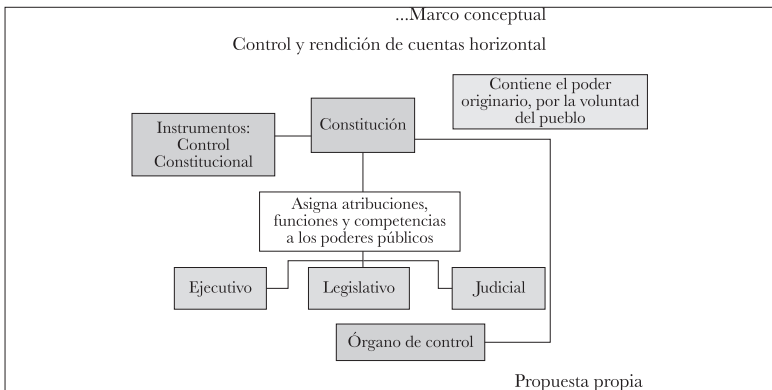 ...Marco conceptual
Control y rendición de cuentas horizontal
Contiene el poder
originario, por la voluntad
del pueblo
Constitución
Instrumentos:
Control
Constitucional
Asigna atribuciones,
funciones y competencias
a los poderes públicos
Ejecutivo
Legislativo
Judicial
Órgano de control
Propuesta propia